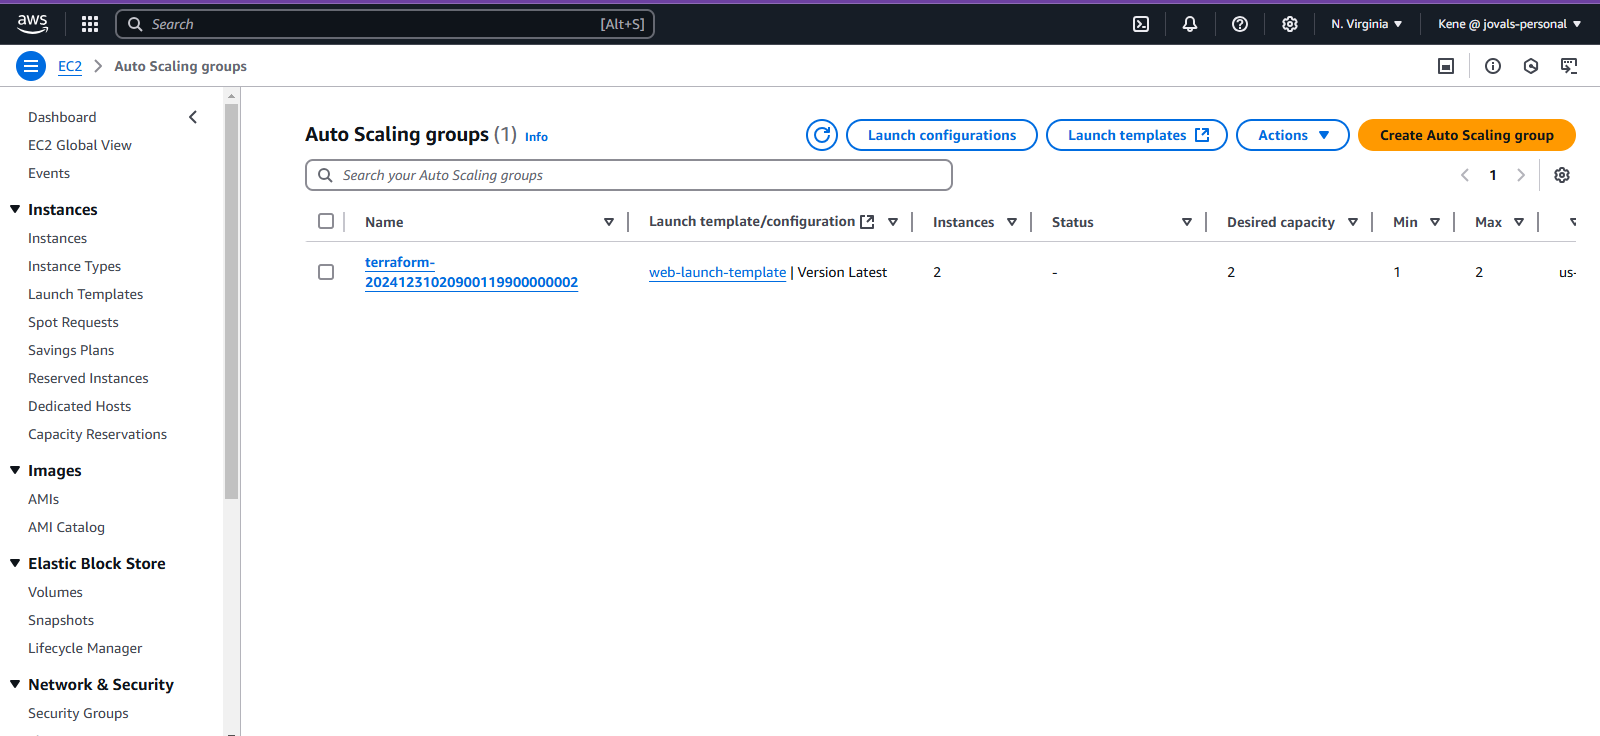 aws
Search [Alt+S]
N. Virginia
Kene @ jovals-personal
EC2
Auto Scaling groups
Dashboard
EC2 Global View
Events
Instances
Instances
Instance Types
Launch Templates
Spot Requests
Savings Plans
Reserved Instances
Dedicated Hosts
Capacity Reservations
Images
AMIs
AMI Catalog
Elastic Block Store
Volumes
Snapshots
Lifecycle Manager
Network & Security
Security Groups
Auto Scaling groups (1) Info
Launch configurations
Launch templates
Actions
Create Auto Scaling group
Search your Auto Scaling groups
1
Name Launch template/configuration Instances Status Desired capacity Min Max
terraform-
20241231020900119900000002 web-launch-template | Version Latest 2 - 2 1 2 us-